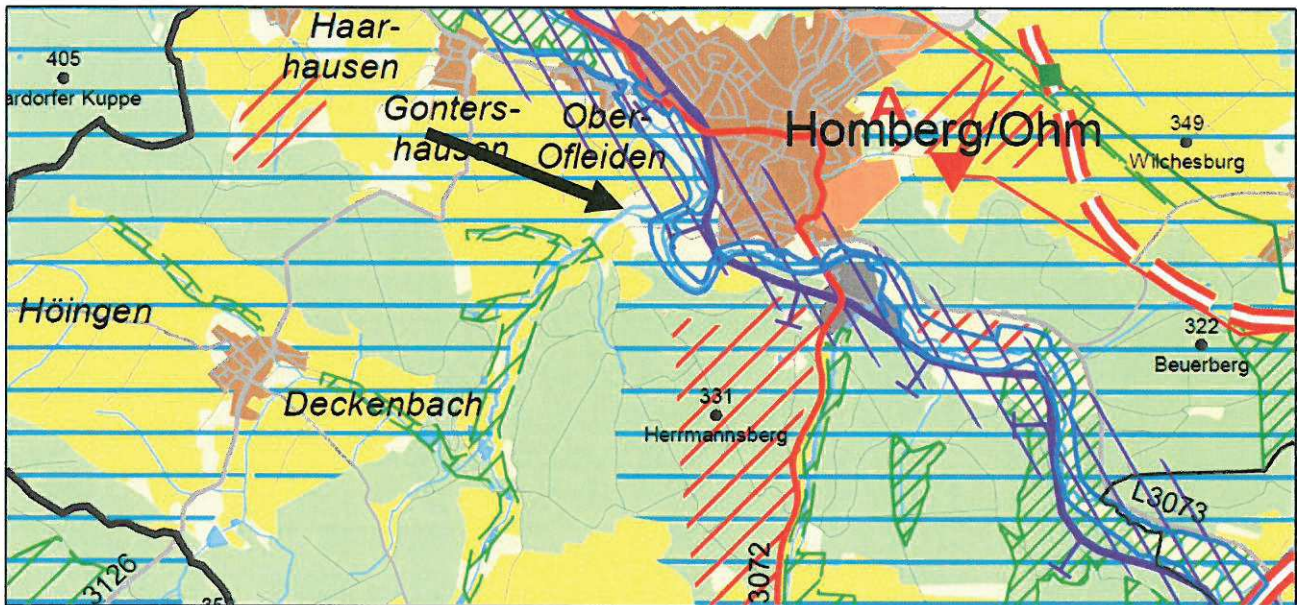 Haar-
hausen
405
ardorfer Kuppe
Gonters-
hausen
Ober-
Ofleiden
A
Homberg/Ohm
349
Wilchesburg
Höingen
Deckenbach
331
Herrmannsberg
322
Beuerberg
L3073
3126
3072